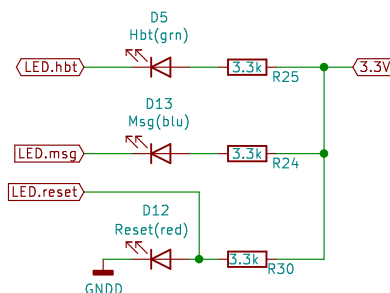 D5
Hbt(grn)
LED.hbt
3.3k
R25
3.3V
D13
Msg(blu)
LED.msg
3.3k
R24
LED.reset
D12
Reset(red)
3.3k
R30
GNDD